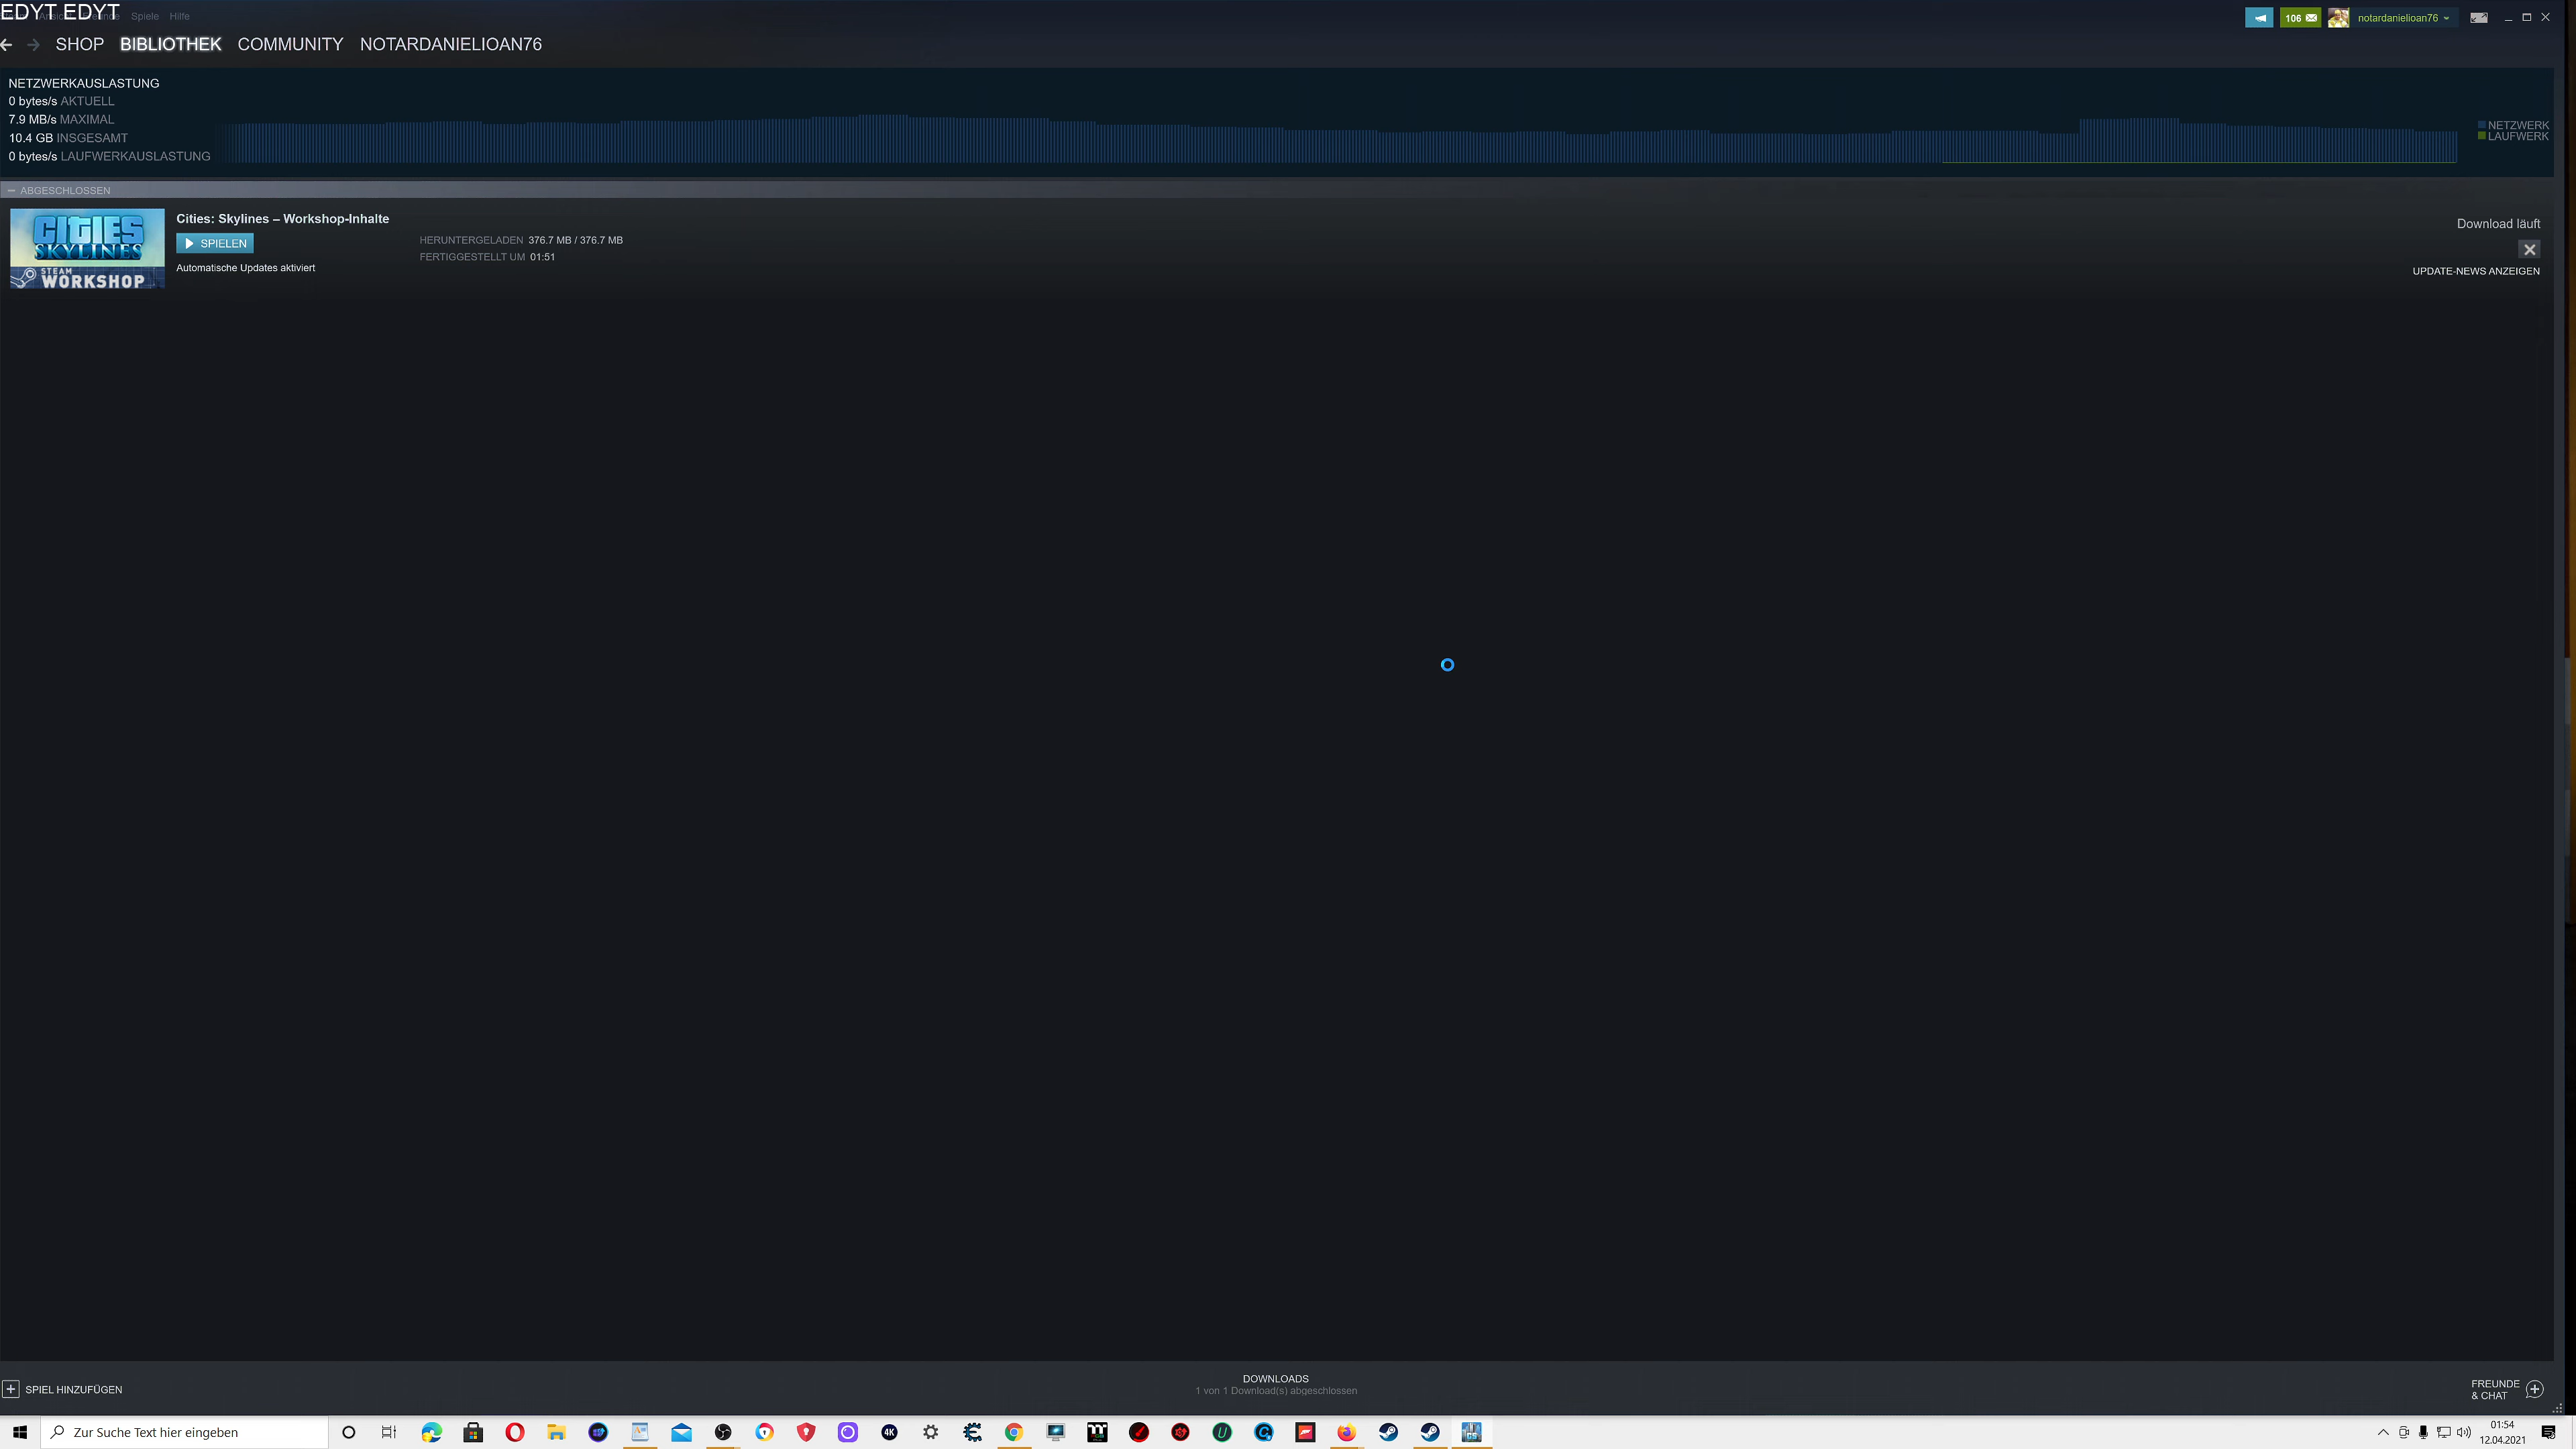 EDYT EDYT
Spiele Hilfe
106
notardanielioan76
SHOP BIBLIOTHEK COMMUNITY NOTARDANIELIOAN76
NETZWERKAUSLASTUNG
0 bytes/s AKTUELL
7.9 MB/s MAXIMAL
10.4 GB INSGESAMT
0 bytes/s LAUFWERKAUSLASTUNG
NETZWERK
LAUFWERK
ABGESCHLOSSEN
CITIES
SKYLINES
STEAM
WORKSHOP
Cities: Skylines – Workshop-Inhalte
SPIELEN
Automatische Updates aktiviert
HERUNTERGELADEN 376.7 MB / 376.7 MB
FERTIGGESTELLT UM 01:51
Download läuft
UPDATE-NEWS ANZEIGEN
SPIEL HINZUFÜGEN
DOWNLOADS
1 von 1 Download(s) abgeschlossen
FREUNDE
& CHAT
Zur Suche Text hier eingeben
4K
01:54
12.04.2021